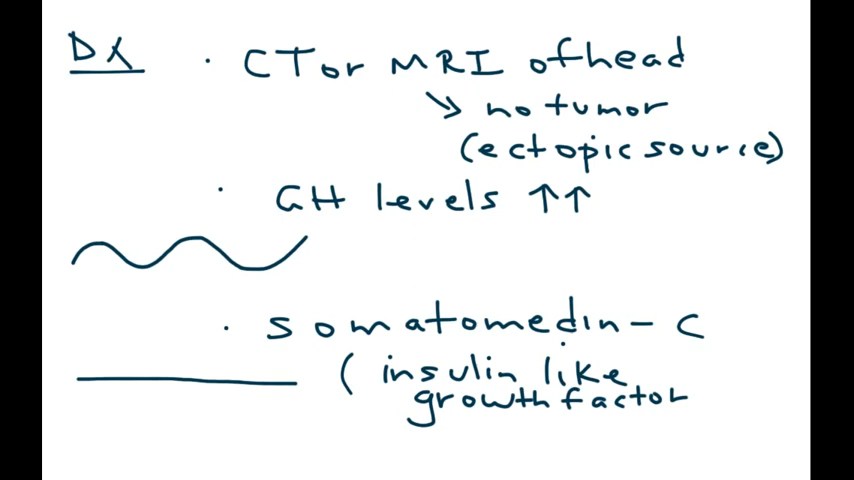 DX · CT or MRI of head
↘ no tumor
(ectopic source)
· GH levels ↑↑
· somatomedin - C
( insulin like
growth factor